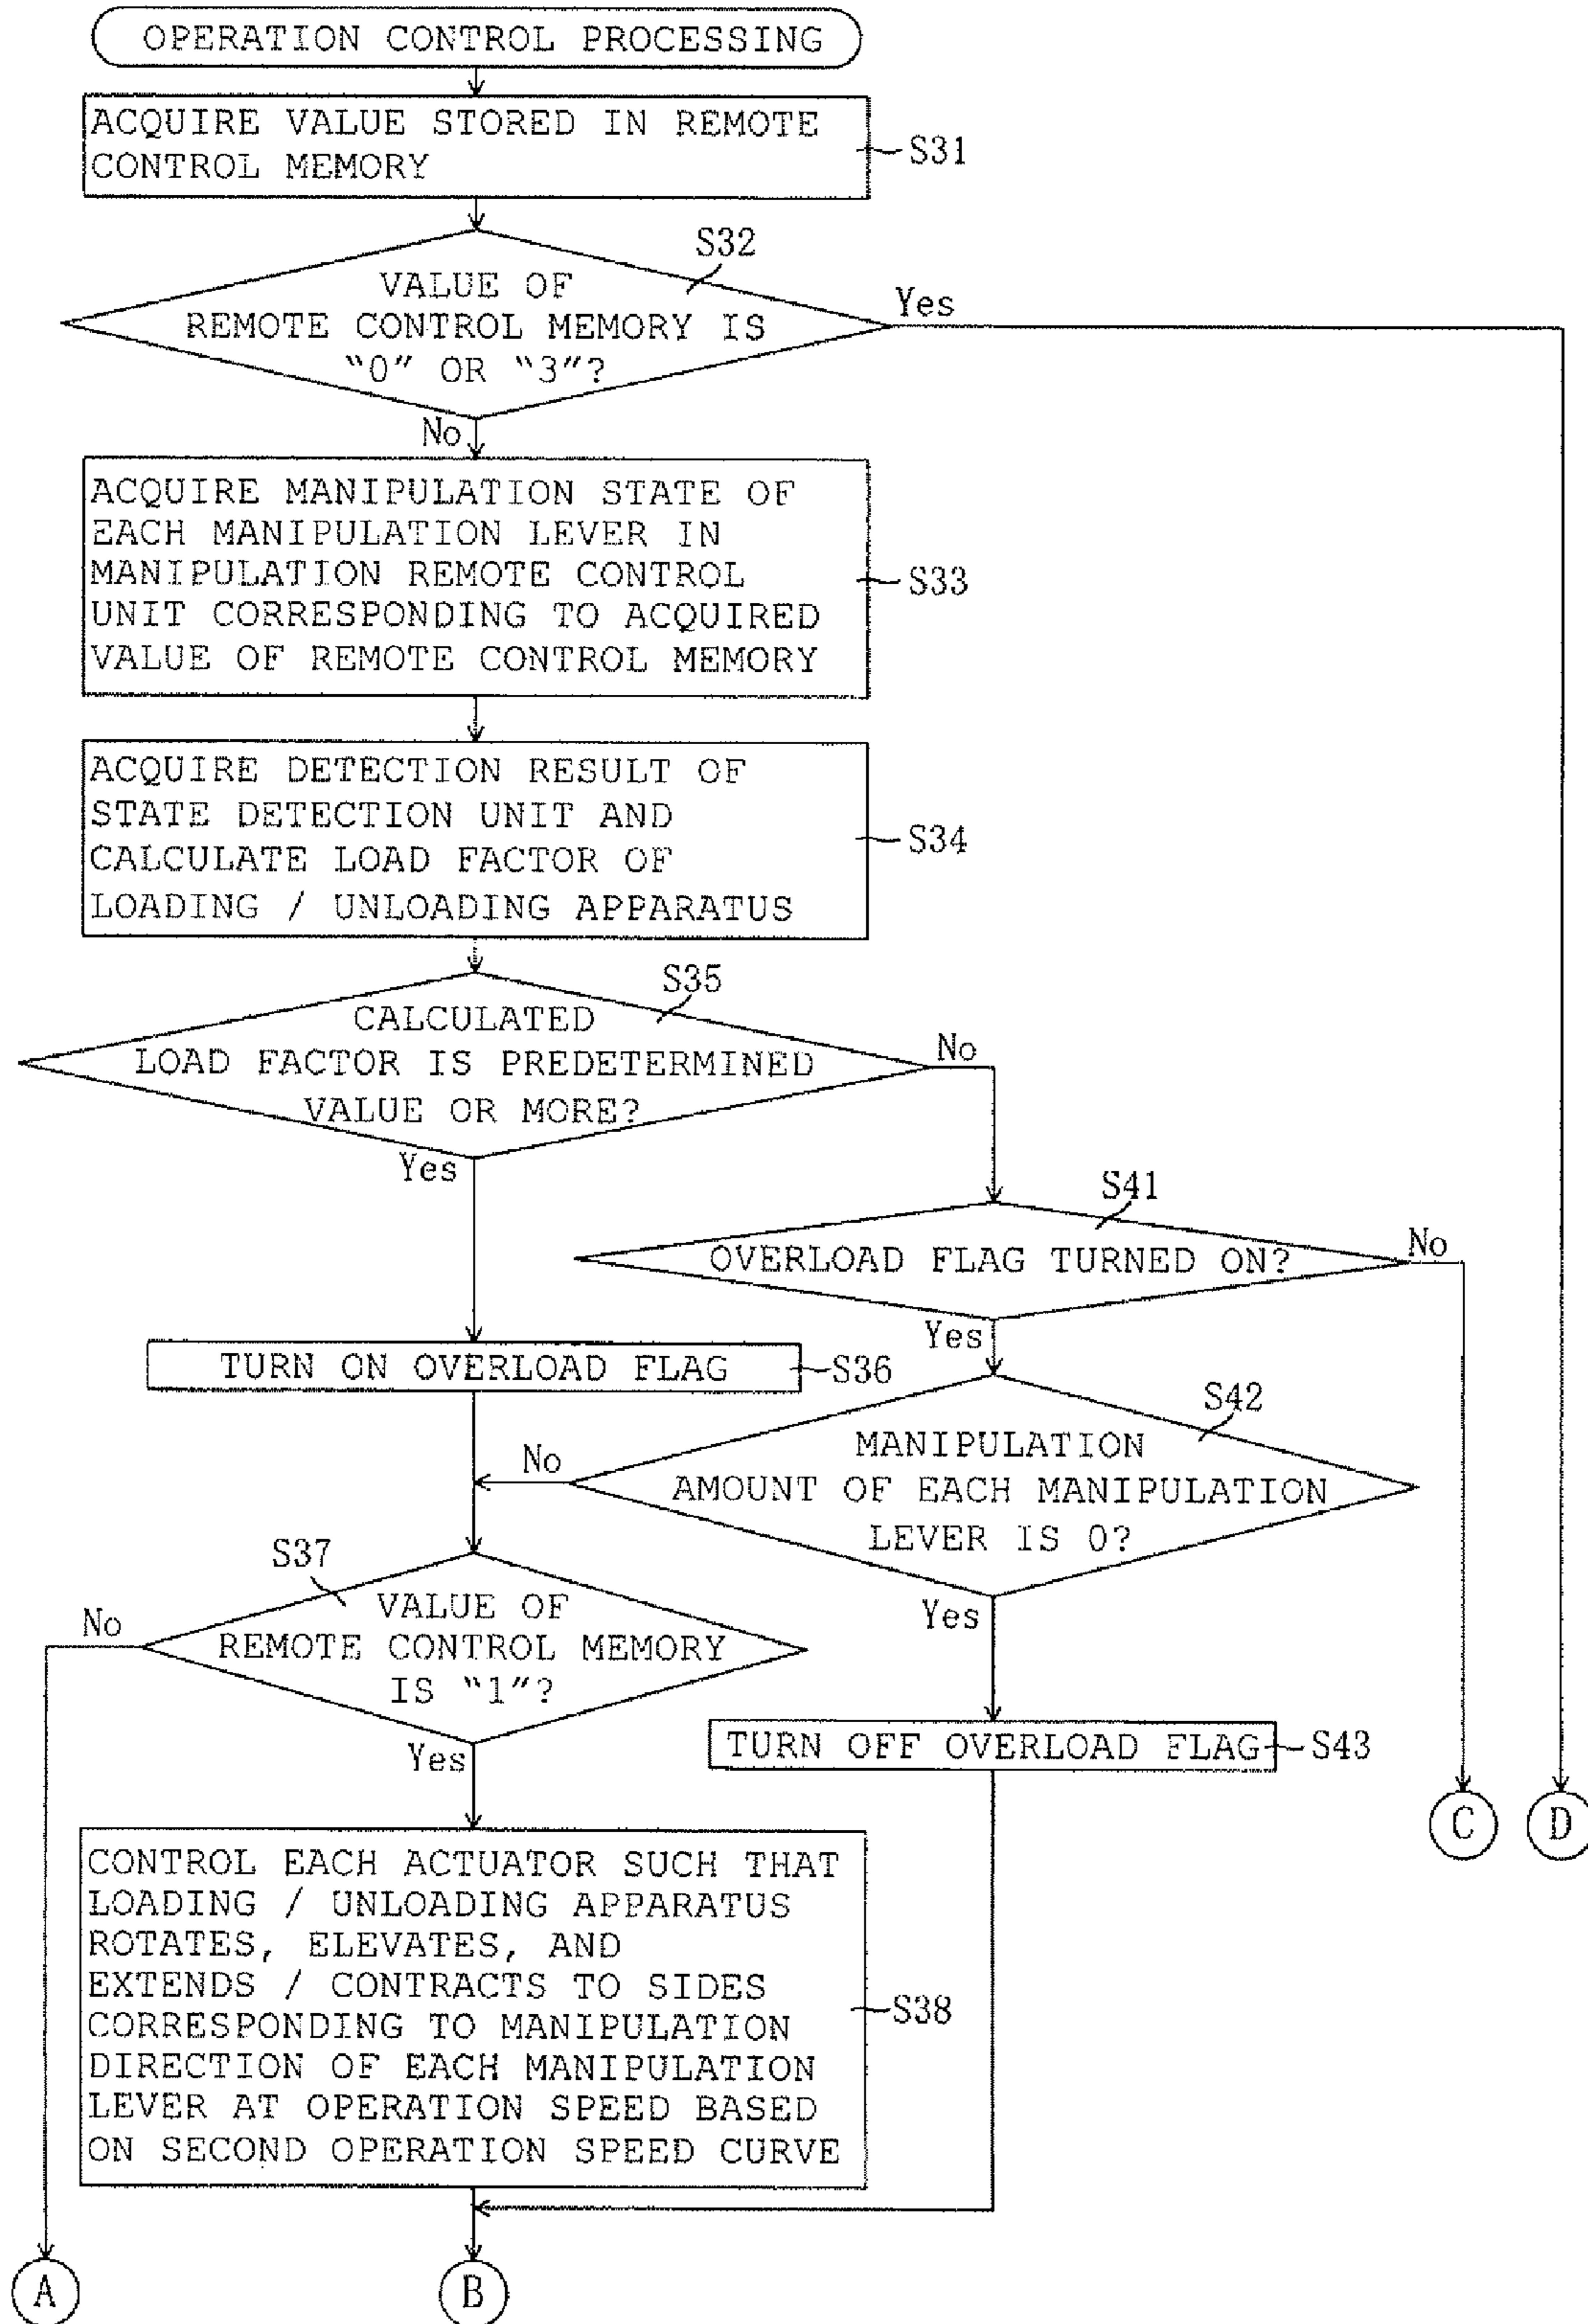 OPERATION CONTROL PROCESSING
ACQUIRE VALUE STORED IN REMOTE
CONTROL MEMORY
S31
S32
VALUE OF
REMOTE CONTROL MEMORY IS
"0" OR "3"?
Yes
No
ACQUIRE MANIPULATION STATE OF
EACH MANIPULATION LEVER IN
MANIPULATION REMOTE CONTROL
UNIT CORRESPONDING TO ACQUIRED
VALUE OF REMOTE CONTROL MEMORY
S33
ACQUIRE DETECTION RESULT OF
STATE DETECTION UNIT AND
CALCULATE LOAD FACTOR OF
LOADING / UNLOADING APPARATUS
S34
S35
CALCULATED
LOAD FACTOR IS PREDETERMINED
VALUE OR MORE?
No
Yes
S41
OVERLOAD FLAG TURNED ON?
No
Yes
TURN ON OVERLOAD FLAG
S36
S42
MANIPULATION
AMOUNT OF EACH MANIPULATION
LEVER IS 0?
No
Yes
S37
VALUE OF
REMOTE CONTROL MEMORY
IS "1"?
No
Yes
TURN OFF OVERLOAD FLAG
S43
C
D
CONTROL EACH ACTUATOR SUCH THAT
LOADING / UNLOADING APPARATUS
ROTATES, ELEVATES, AND
EXTENDS / CONTRACTS TO SIDES
CORRESPONDING TO MANIPULATION
DIRECTION OF EACH MANIPULATION
LEVER AT OPERATION SPEED BASED
ON SECOND OPERATION SPEED CURVE
S38
A
B